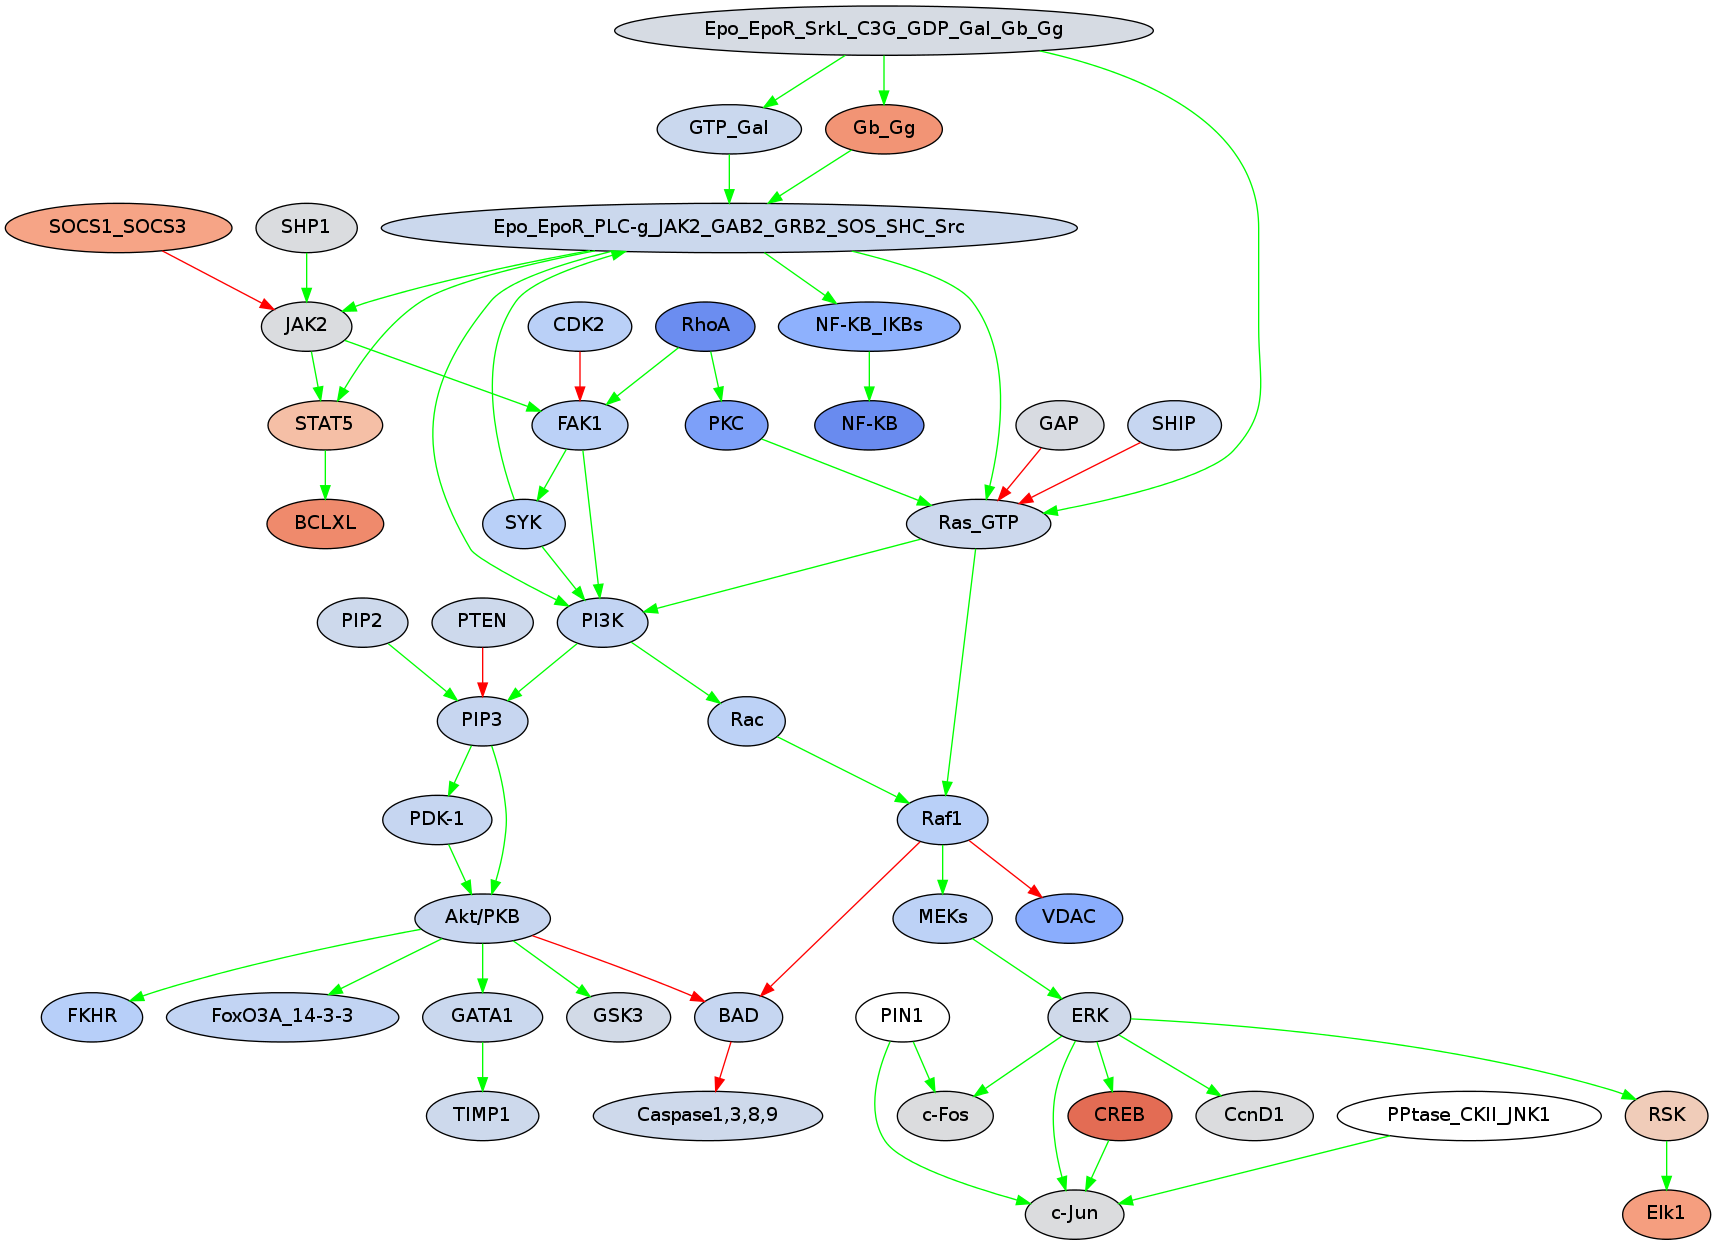 Epo_EpoR_SrkL_C3G_GDP_Gal_Gb_Gg
GTP_Gal
Gb_Gg
SOCS1_SOCS3
SHP1
Epo_EpoR_PLC-g_JAK2_GAB2_GRB2_SOS_SHC_Src
JAK2
CDK2
RhoA
NF-KB_IKBs
STAT5
FAK1
PKC
NF-KB
GAP
SHIP
BCLXL
SYK
Ras_GTP
PIP2
PTEN
PI3K
PIP3
Rac
PDK-1
Raf1
Akt/PKB
MEKs
VDAC
FKHR
FoxO3A_14-3-3
GATA1
GSK3
BAD
PIN1
ERK
TIMP1
Caspase1,3,8,9
c-Fos
CREB
CcnD1
PPtase_CKII_JNK1
RSK
c-Jun
Elk1